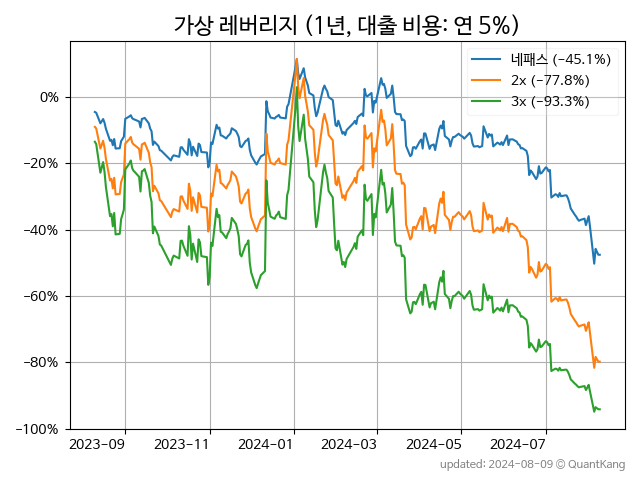 가상 레버리지 (1년, 대출 비용: 연 5%)
네패스 (−45.1%)
2x (−77.8%)
3x (−93.3%)
0%
−20%
−40%
−60%
−80%
−100%
2023-09 2023-11 2024-01 2024-03 2024-05 2024-07
updated: 2024-08-09 © QuantKang